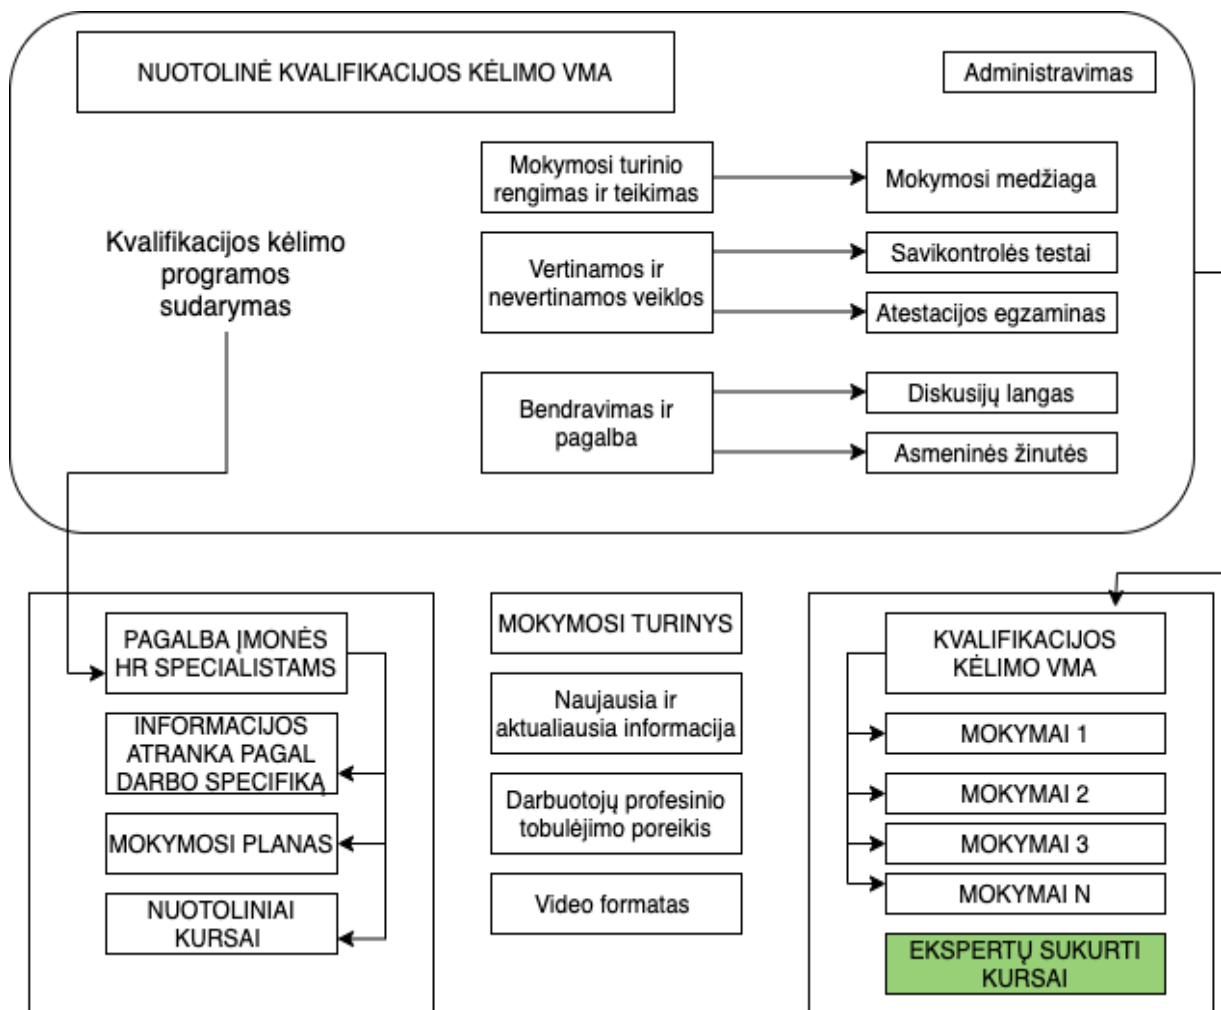 NUOTOLINĖ KVALIFIKACIJOS KĖLIMO VMA
Administravimas
Kvalifikacijos kėlimo
programos
sudarymas
Mokymosi turinio
rengimas ir teikimas
Mokymosi medžiaga
Vertinamos ir
nevertinamos veiklos
Savikontrolės testai
Atestacijos egzaminas
Bendravimas ir
pagalba
Diskusijų langas
Asmeninės žinutės
PAGALBA ĮMONĖS
HR SPECIALISTAMS
INFORMACIJOS
ATRANKA PAGAL
DARBO SPECIFIKĄ
MOKYMOSI PLANAS
NUOTOLINIAI
KURSAI
MOKYMOSI TURINYS
Naujausia ir
aktualiausia informacija
Darbuotojų profesinio
tobulėjimo poreikis
Video formatas
KVALIFIKACIJOS
KĖLIMO VMA
MOKYMAI 1
MOKYMAI 2
MOKYMAI 3
MOKYMAI N
EKSPERTŲ SUKURTI
KURSAI